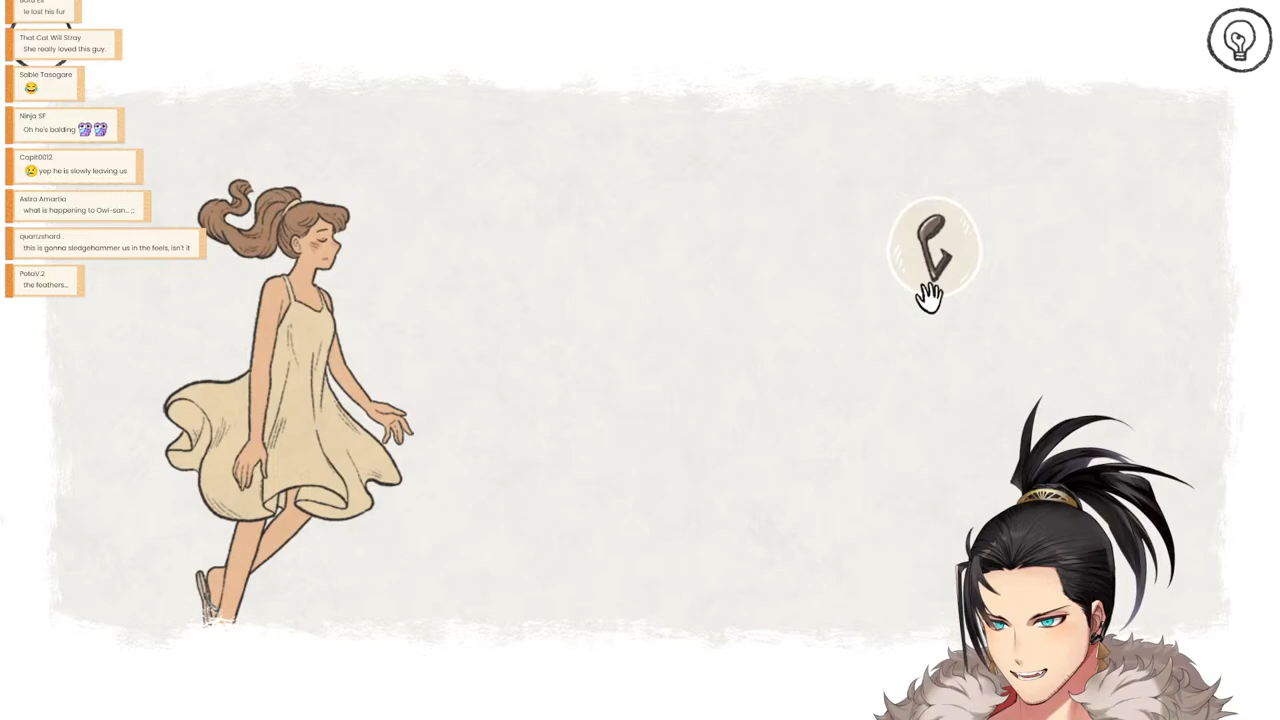 le lost his fur
That Cat Will Stray
She really loved this guy.
Sable Tasogare
Ninja SF
Oh he's balding
Capit0012
yep he is slowly leaving us
Astra Amartia
what is happening to Owl-san... ;;
quartzshard .
this is gonna sledgehammer us in the feels, isn't it
PotioV.2
the feathers...